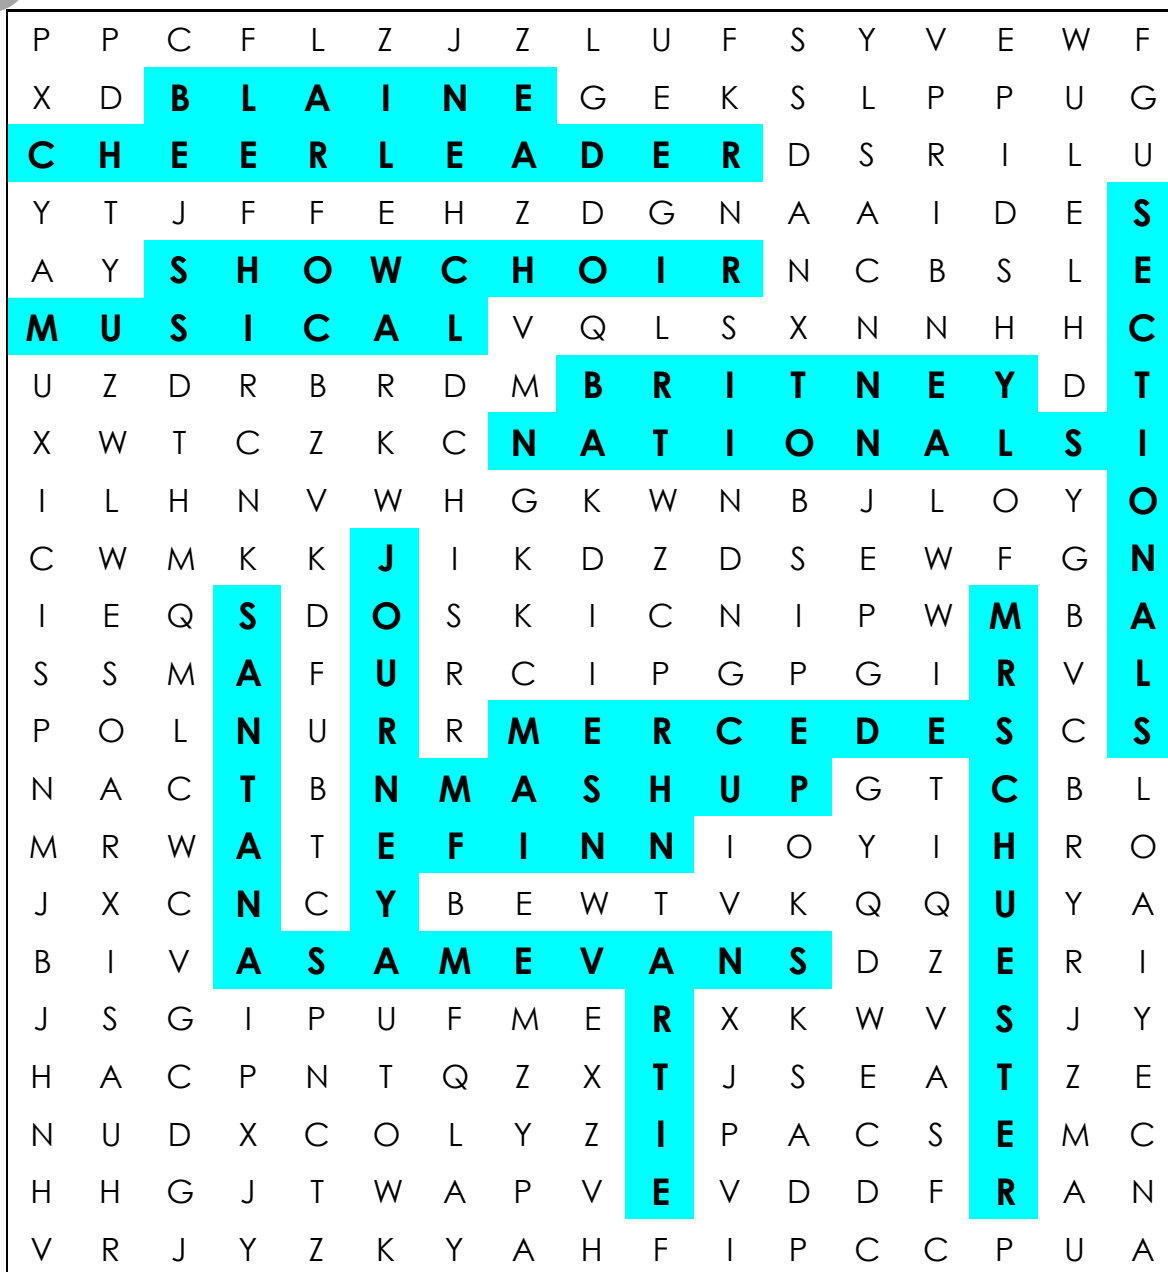 P P C F L Z J Z L U F S Y V E W F
X D B L A I N E G E K S L P P U G
C H E E R L E A D E R D S R I L U
Y T J F F E H Z D G N A A I D E S
A Y S H O W C H O I R N C B S L E
M U S I C A L V Q L S X N N H H C
U Z D R B R D M B R I T N E Y D T
X W T C Z K C N A T I O N A L S I
I L H N V W H G K W N B J L O Y O
C W M K K J I K D Z D S E W F G N
I E Q S D O S K I C N I P W M B A
S S M A F U R C I P G P G I R V L
P O L N U R R M E R C E D E S C S
N A C T B N M A S H U P G T C B L
M R W A T E F I N N I O Y I H R O
J X C N C Y B E W T V K Q Q U Y A
B I V A S A M E V A N S D Z E R I
J S G I P U F M E R X K W V S J Y
H A C P N T Q Z X T J S E A T Z E
N U D X C O L Y Z I P A C S E M C
H H G J T W A P V E V D D F R A N
V R J Y Z K Y A H F I P C C P U A